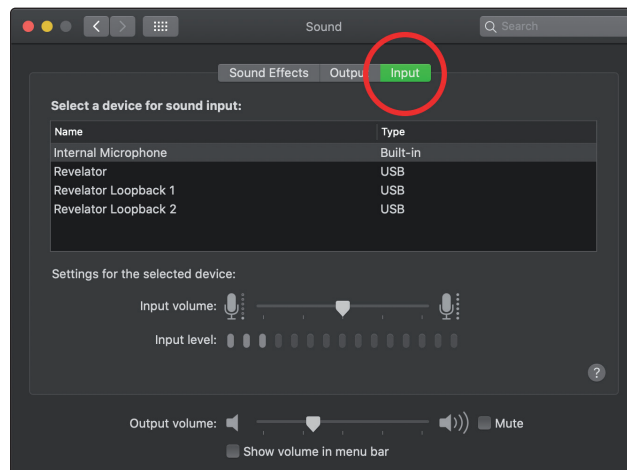 Sound
Search
Sound Effects Output Input
Select a device for sound input:
Name Type
Internal Microphone Built-in
Revelator USB
Revelator Loopback 1 USB
Revelator Loopback 2 USB
Settings for the selected device:
Input volume:
Input level:
?
Output volume: Mute
Show volume in menu bar